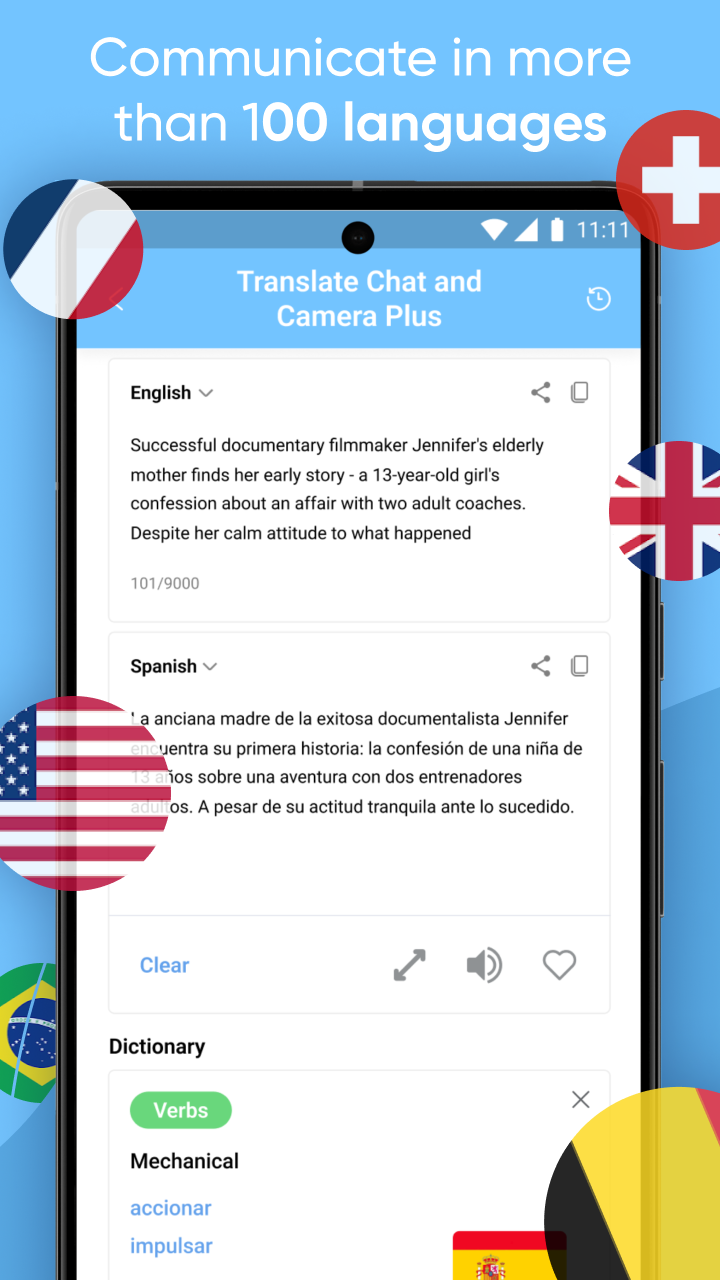 Communicate in more
than 100 languages
11:11
Translate Chat and
Camera Plus
English
Successful documentary filmmaker Jennifer's elderly
mother finds her early story - a 13-year-old girl's
confession about an affair with two adult coaches.
Despite her calm attitude to what happened
101/9000
Spanish
La anciana madre de la exitosa documentalista Jennifer
encuentra su primera historia: la confesión de una niña de
13 años sobre una aventura con dos entrenadores
adultos. A pesar de su actitud tranquila ante lo sucedido.
Clear
Dictionary
Verbs
Mechanical
accionar
impulsar